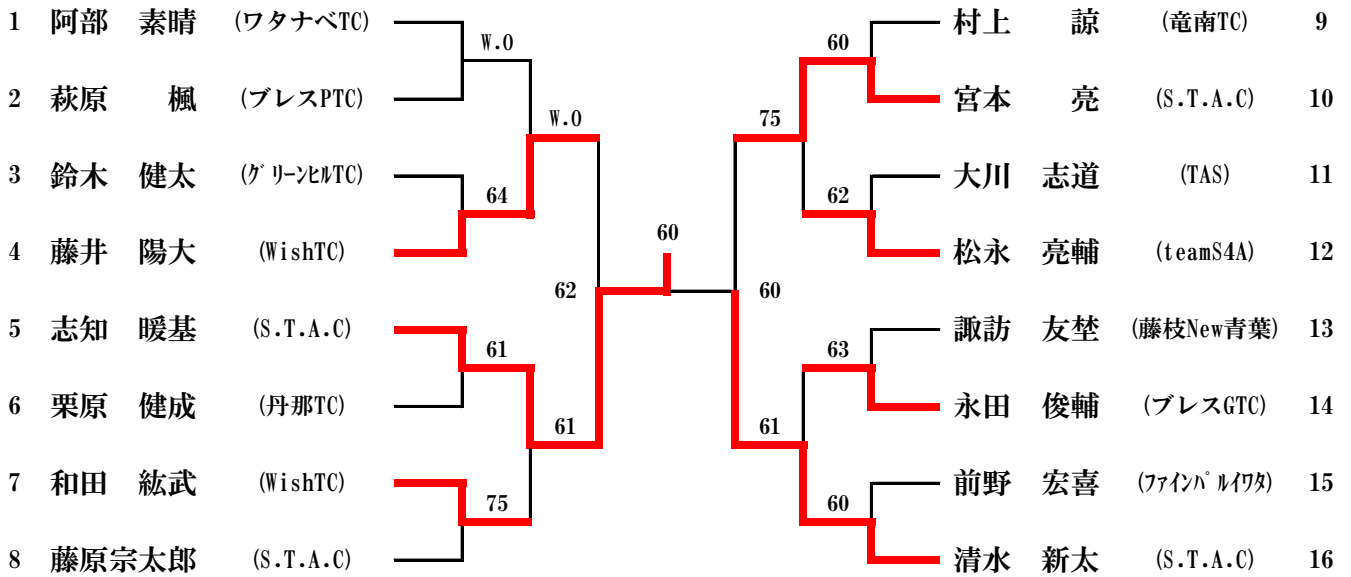 1 阿部 素晴 (ワタナベTC)
W.O
2 萩原 楓 (ブレスPTC)
W.O
3 鈴木 健太 (グリーンヒルTC)
64
4 藤井 陽大 (WishTC)
62
5 志知 暖基 (S.T.A.C)
61
6 栗原 健成 (丹那TC)
61
7 和田 紘武 (WishTC)
75
8 藤原宗太郎 (S.T.A.C)
60
村上 諒 (竜南TC) 9
60
宮本 亮 (S.T.A.C) 10
75
大川 志道 (TAS) 11
62
松永 亮輔 (teamS4A) 12
60
諏訪 友埜 (藤枝New青葉) 13
63
永田 俊輔 (ブレスGTC) 14
61
前野 宏喜 (ファインパルイワタ) 15
60
清水 新太 (S.T.A.C) 16